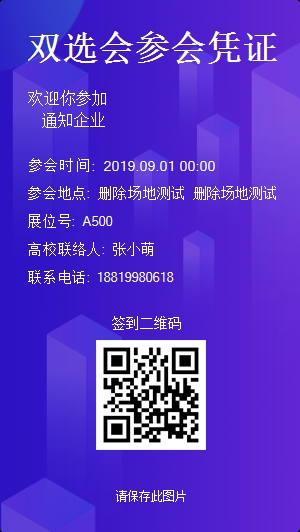 双选会参会凭证
欢迎你参加
通知企业
参会时间: 2019.09.01 00:00
参会地点: 删除场地测试 删除场地测试
展位号: A500
高校联络人: 张小萌
联系电话: 18819980618
签到二维码
请保存此图片